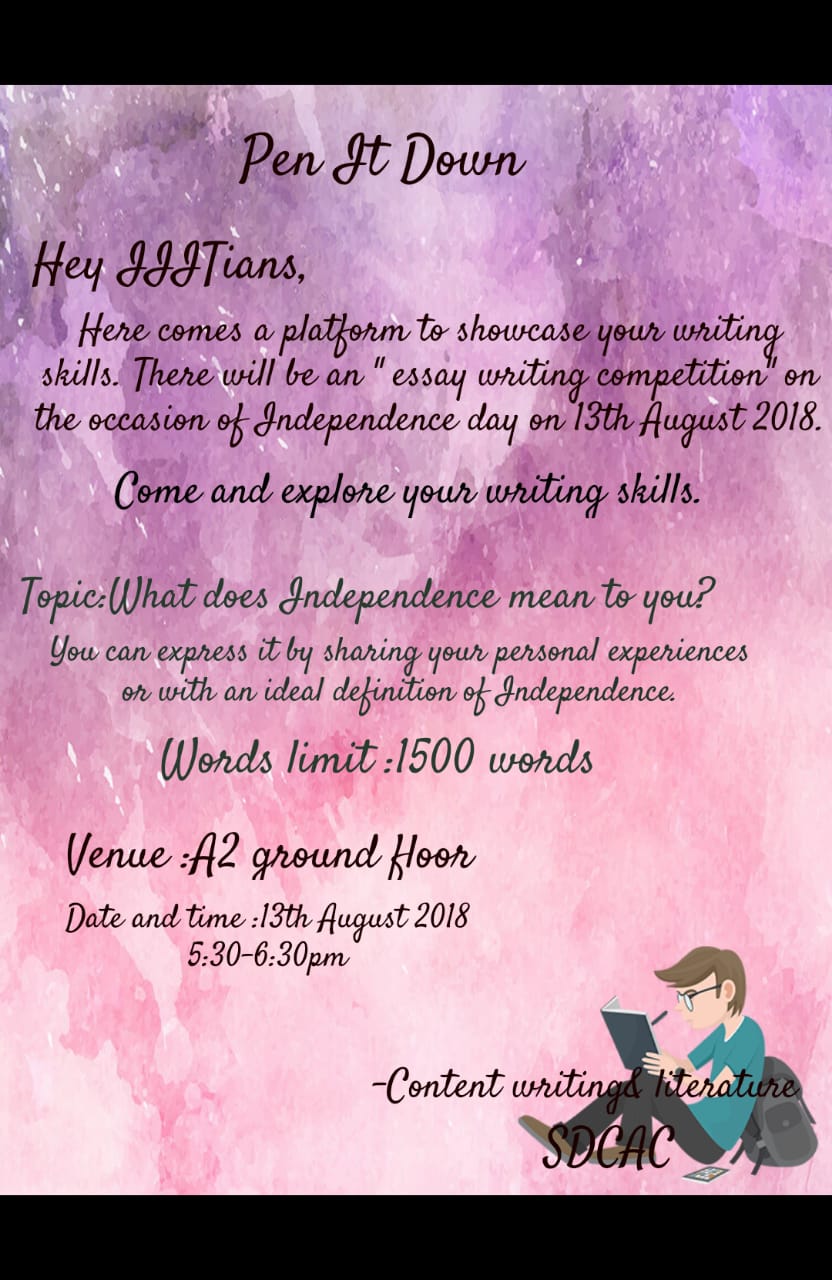 Pen It Down
Hey IIITians,
Here comes a platform to showcase your writing
skills. There will be an " essay writing competition" on
the occasion of Independence day on 13th August 2018.
Come and explore your writing skills.
Topic:What does Independence mean to you?
You can express it by sharing your personal experiences
or with an ideal definition of Independence.
Words limit :1500 words
Venue :A2 ground floor
Date and time :13th August 2018
5:30-6:30pm
-Content writing& literature
SDCAC